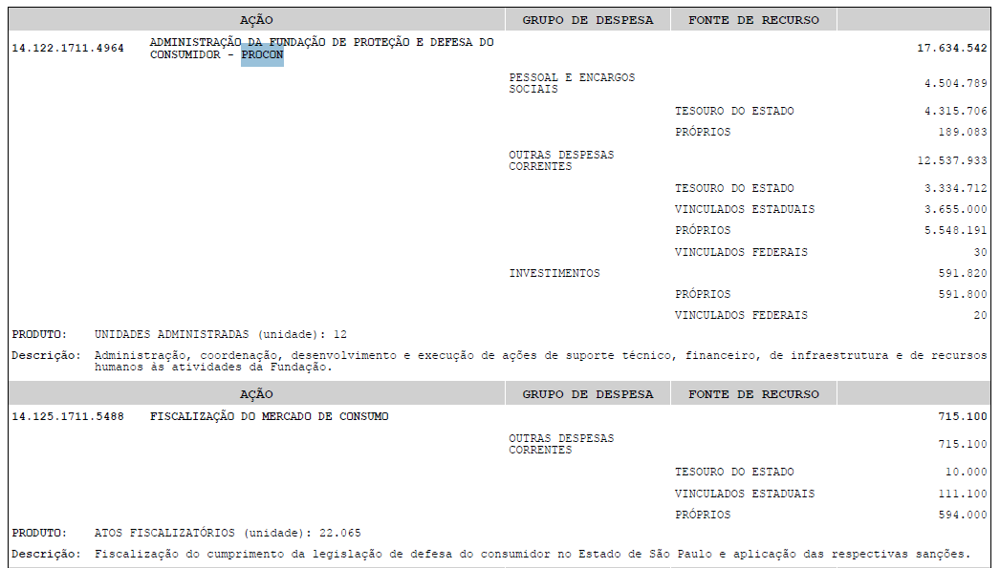 AÇÃO GRUPO DE DESPESA FONTE DE RECURSO
14.122.1711.4964 ADMINISTRAÇÃO DA FUNDAÇÃO DE PROTEÇÃO E DEFESA DO
CONSUMIDOR - PROCON 17.634.542
PESSOAL E ENCARGOS
SOCIAIS 4.504.789
TESOURO DO ESTADO 4.315.706
PRÓPRIOS 189.083
OUTRAS DESPESAS
CORRENTES 12.537.933
TESOURO DO ESTADO 3.334.712
VINCULADOS ESTADUAIS 3.655.000
PRÓPRIOS 5.548.191
VINCULADOS FEDERAIS 30
INVESTIMENTOS 591.820
PRÓPRIOS 591.800
VINCULADOS FEDERAIS 20
PRODUTO: UNIDADES ADMINISTRADAS (unidade): 12
Descrição: Administração, coordenação, desenvolvimento e execução de ações de suporte técnico, financeiro, de infraestrutura e de recursos
humanos às atividades da Fundação.
AÇÃO GRUPO DE DESPESA FONTE DE RECURSO
14.125.1711.5488 FISCALIZAÇÃO DO MERCADO DE CONSUMO 715.100
OUTRAS DESPESAS
CORRENTES 715.100
TESOURO DO ESTADO 10.000
VINCULADOS ESTADUAIS 111.100
PRÓPRIOS 594.000
PRODUTO: ATOS FISCALIZATÓRIOS (unidade): 22.065
Descrição: Fiscalização do cumprimento da legislação de defesa do consumidor no Estado de São Paulo e aplicação das respectivas sanções.